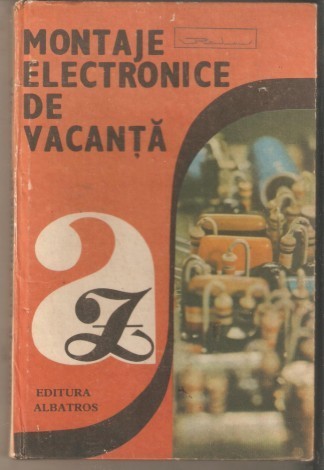 MONTAJE
ELECTRONICE
DE
VACANȚĂ
a
Z
EDITURA
ALBATROS